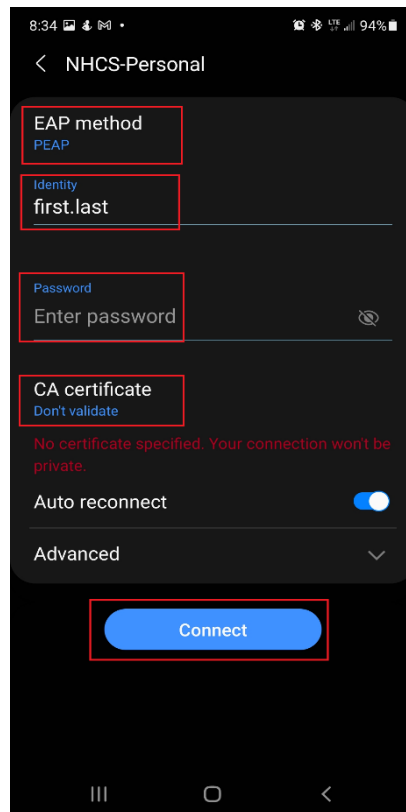 8:34 LTE 94%
NHCS-Personal
EAP method
PEAP
Identity
first.last
Password
Enter password
CA certificate
Don't validate
No certificate specified. Your connection won't be
private.
Auto reconnect
Advanced
Connect